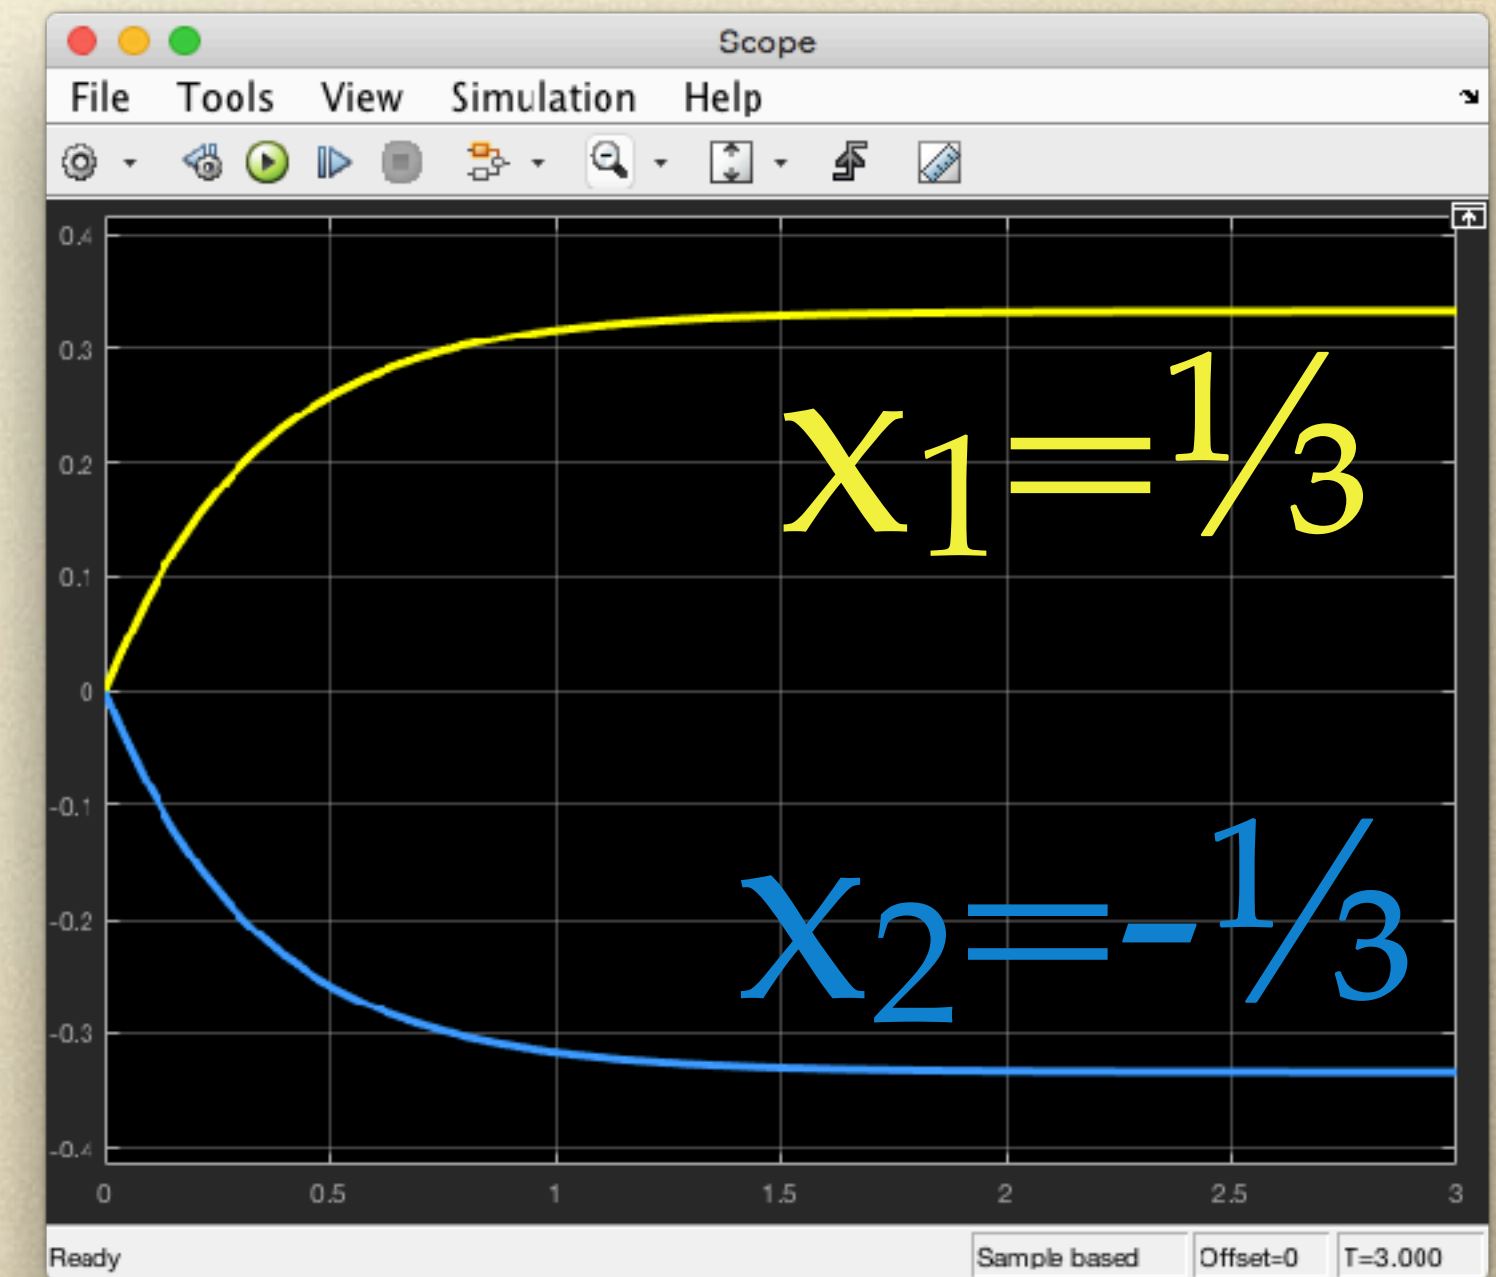 Scope
File Tools View Simulation Help
0.4
0.3
x₁=⅓
0.2
0.1
0
-0.1
x₂=-⅓
-0.2
-0.3
-0.4
0 0.5 1 1.5 2 2.5 3
Ready Sample based Offset=0 T=3.000